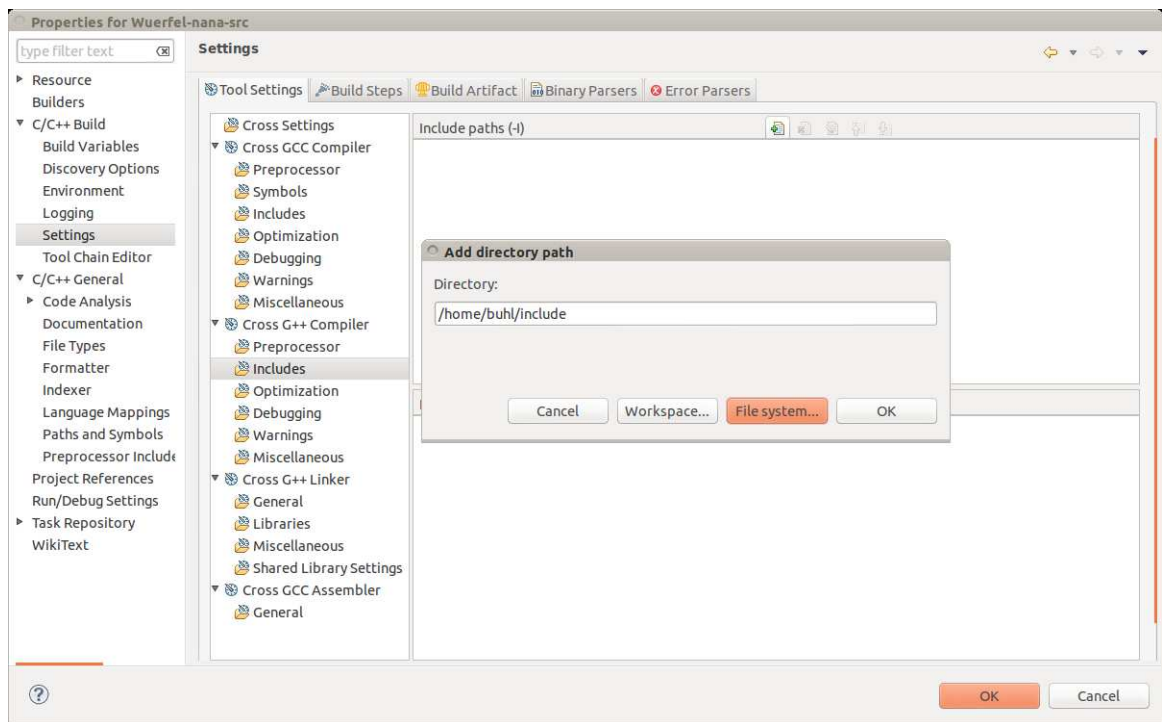 Properties for Wuerfel-nana-src
type filter text
Resource
Builders
C/C++ Build
Build Variables
Discovery Options
Environment
Logging
Settings
Tool Chain Editor
C/C++ General
Code Analysis
Documentation
File Types
Formatter
Indexer
Language Mappings
Paths and Symbols
Preprocessor Include
Project References
Run/Debug Settings
Task Repository
WikiText
Settings
Tool Settings Build Steps Build Artifact Binary Parsers Error Parsers
Cross Settings
Cross GCC Compiler
Preprocessor
Symbols
Includes
Optimization
Debugging
Warnings
Miscellaneous
Cross G++ Compiler
Preprocessor
Includes
Optimization
Debugging
Warnings
Miscellaneous
Cross G++ Linker
General
Libraries
Miscellaneous
Shared Library Settings
Cross GCC Assembler
General
Include paths (-I)
Add directory path
Directory:
/home/buhl/include
Cancel Workspace... File system... OK
OK Cancel